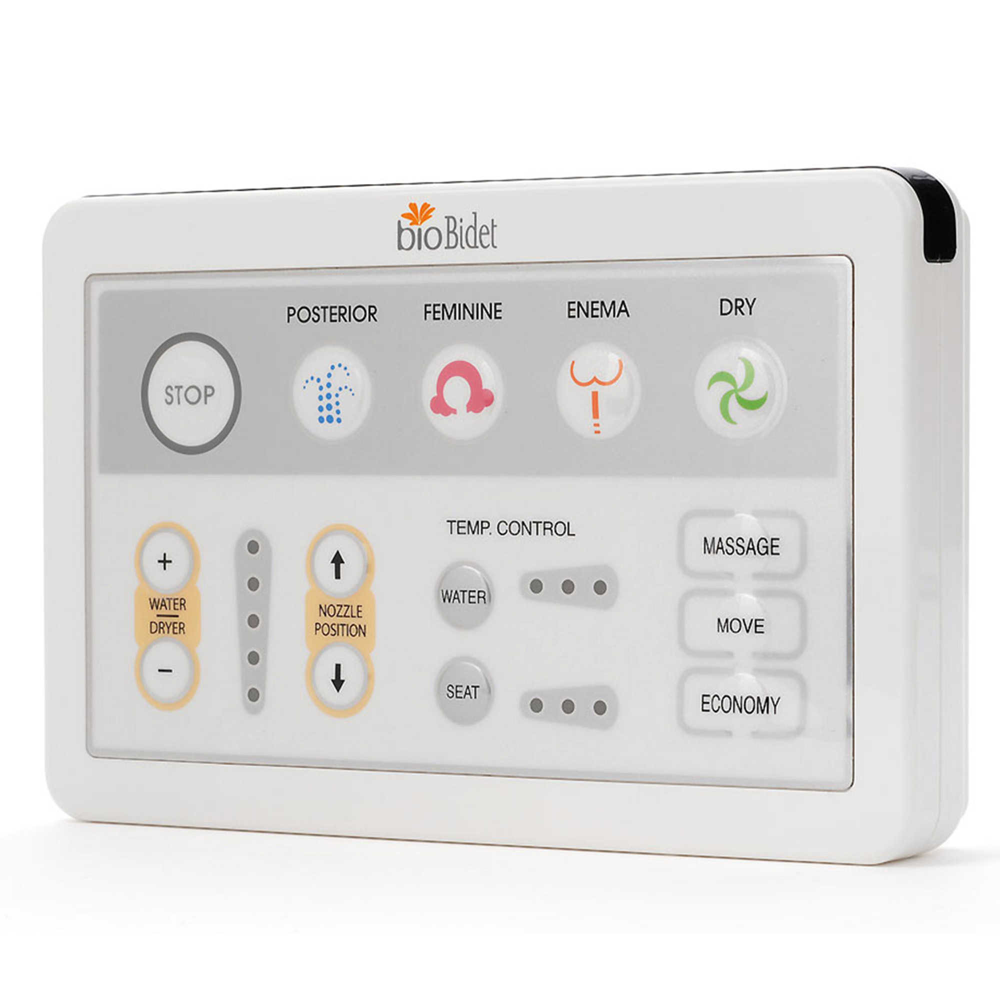 bioBidet
POSTERIOR
FEMININE
ENEMA
DRY
STOP
+
WATER
DRYER
−
NOZZLE
POSITION
TEMP. CONTROL
WATER
SEAT
MASSAGE
MOVE
ECONOMY